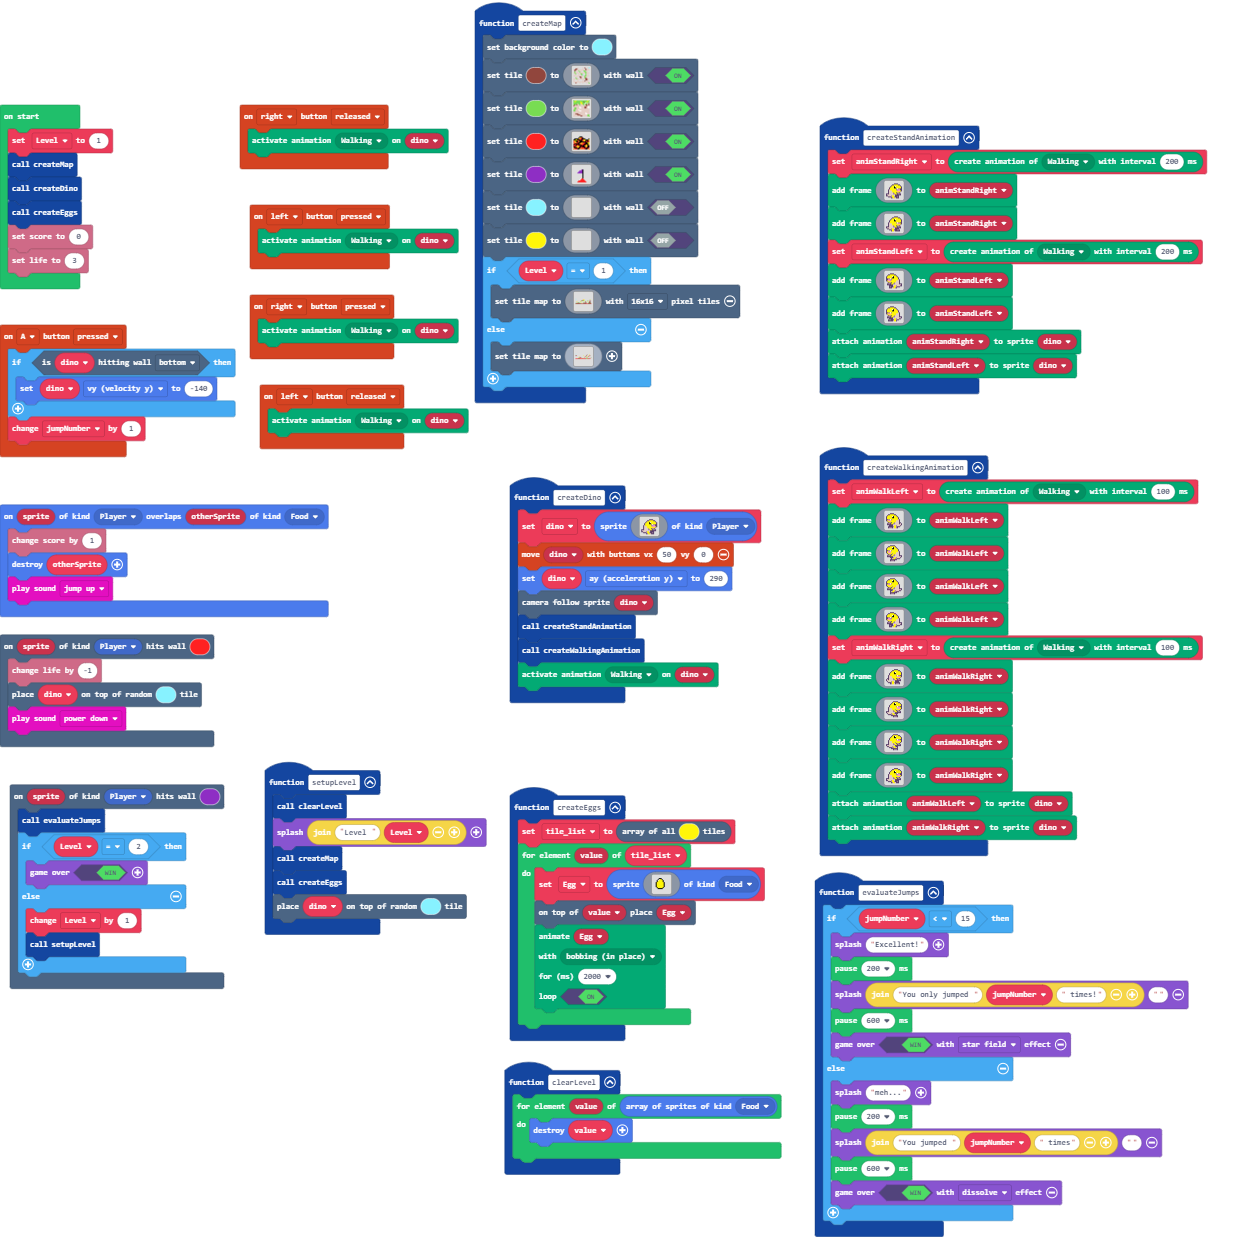 on start
set Level to 1
call createMap
call createDino
call createEggs
set score to 0
set life to 3
on A button pressed
if is dino hitting wall bottom then
set dino vy (velocity y) to -140
change jumpNumber by 1
on right button released
activate animation Walking on dino
on left button pressed
activate animation Walking on dino
on right button pressed
activate animation Walking on dino
on left button released
activate animation Walking on dino
function createMap
set background color to
set tile to with wall ON
set tile to with wall ON
set tile to with wall ON
set tile to with wall ON
set tile to with wall OFF
set tile to with wall OFF
if Level = 1 then
set tile map to with 16x16 pixel tiles
else
set tile map to
function createStandAnimation
set animStandRight to create animation of Walking with interval 200 ms
add frame to animStandRight
add frame to animStandRight
set animStandLeft to create animation of Walking with interval 200 ms
add frame to animStandLeft
add frame to animStandLeft
attach animation animStandRight to sprite dino
attach animation animStandLeft to sprite dino
function createWalkingAnimation
set animWalkLeft to create animation of Walking with interval 100 ms
add frame to animWalkLeft
add frame to animWalkLeft
add frame to animWalkLeft
add frame to animWalkLeft
set animWalkRight to create animation of Walking with interval 100 ms
add frame to animWalkRight
add frame to animWalkRight
add frame to animWalkRight
add frame to animWalkRight
attach animation animWalkLeft to sprite dino
attach animation animWalkRight to sprite dino
on sprite of kind Player overlaps otherSprite of kind Food
change score by 1
destroy otherSprite
play sound jump up
on sprite of kind Player hits wall
change life by -1
place dino on top of random tile
play sound power down
on sprite of kind Player hits wall
call evaluateJumps
if Level = 2 then
game over WIN
else
change Level by 1
call setupLevel
function setupLevel
call clearLevel
splash join "Level " Level
call createMap
call createEggs
place dino on top of random tile
function createDino
set dino to sprite of kind Player
move dino with buttons vx 50 vy 0
set dino ay (acceleration y) to 290
camera follow sprite dino
call createStandAnimation
call createWalkingAnimation
activate animation Walking on dino
function createEggs
set tile_list to array of all tiles
for element value of tile_list
do
set Egg to sprite of kind Food
on top of value place Egg
animate Egg
with bobbing (in place)
for (ms) 2000
loop ON
function clearLevel
for element value of array of sprites of kind Food
do
destroy value
function evaluateJumps
if jumpNumber < 15 then
splash "Excellent!"
pause 200 ms
splash join "You only jumped " jumpNumber " times!" ""
pause 600 ms
game over WIN with star field effect
else
splash "meh..."
pause 200 ms
splash join "You jumped " jumpNumber " times" ""
pause 600 ms
game over WIN with dissolve effect